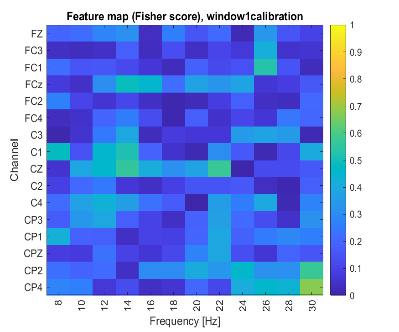 Feature map (Fisher score), window1calibration
FZ
FC3
FC1
FCz
FC2
FC4
C3
C1
CZ
C2
C4
CP3
CP1
CPZ
CP2
CP4
Channel
8 10 12 14 16 18 20 22 24 26 28 30
Frequency [Hz]
1
0.9
0.8
0.7
0.6
0.5
0.4
0.3
0.2
0.1
0